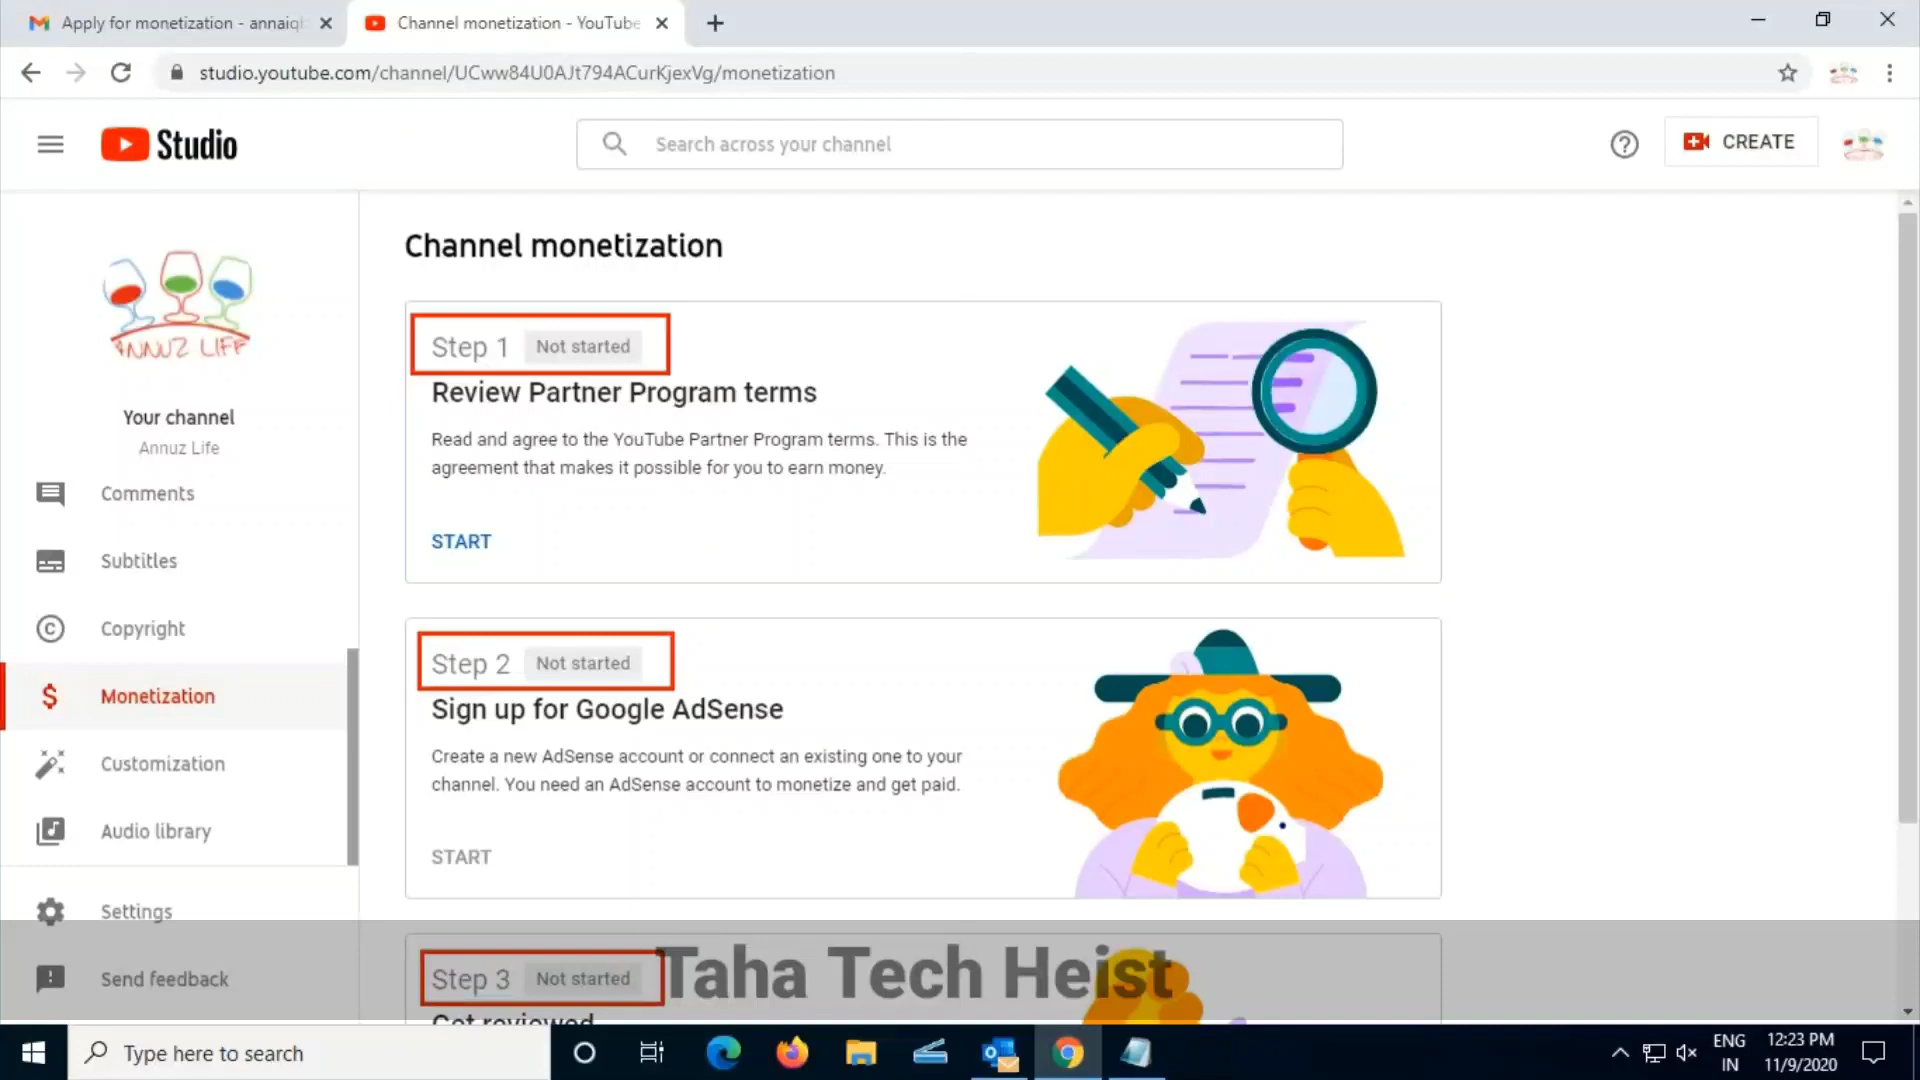 Apply for monetization - annaiq
Channel monetization - YouTube
studio.youtube.com/channel/UCww84U0AJt794ACurKjexVg/monetization
Studio
Search across your channel
CREATE
ANNUZ LIFE
Your channel
Annuz Life
Comments
Subtitles
Copyright
Monetization
Customization
Audio library
Settings
Send feedback
Channel monetization
Step 1 Not started
Review Partner Program terms
Read and agree to the YouTube Partner Program terms. This is the
agreement that makes it possible for you to earn money.
START
Step 2 Not started
Sign up for Google AdSense
Create a new AdSense account or connect an existing one to your
channel. You need an AdSense account to monetize and get paid.
START
Step 3 Not started
Get reviewed
Taha Tech Heist
Type here to search
ENG
IN
12:23 PM
11/9/2020